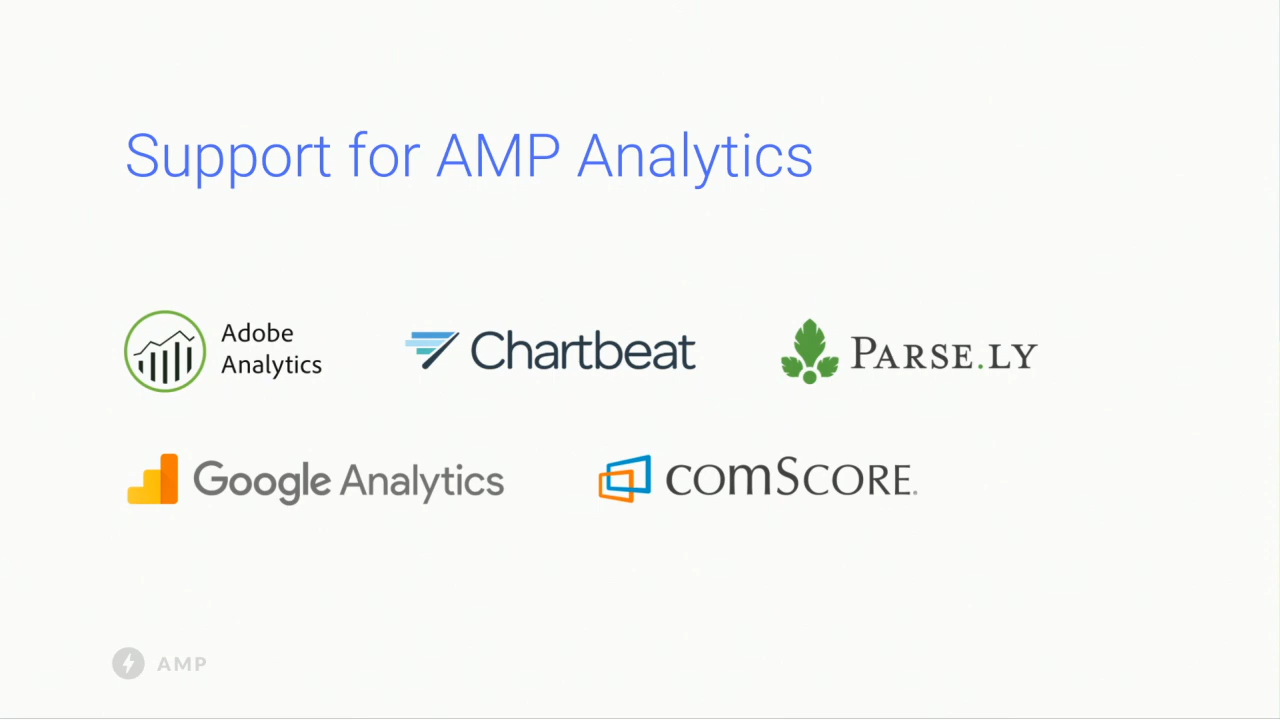 Support for AMP Analytics
Adobe
Analytics
Chartbeat
PARSE.LY
Google Analytics
comSCORE.
AMP